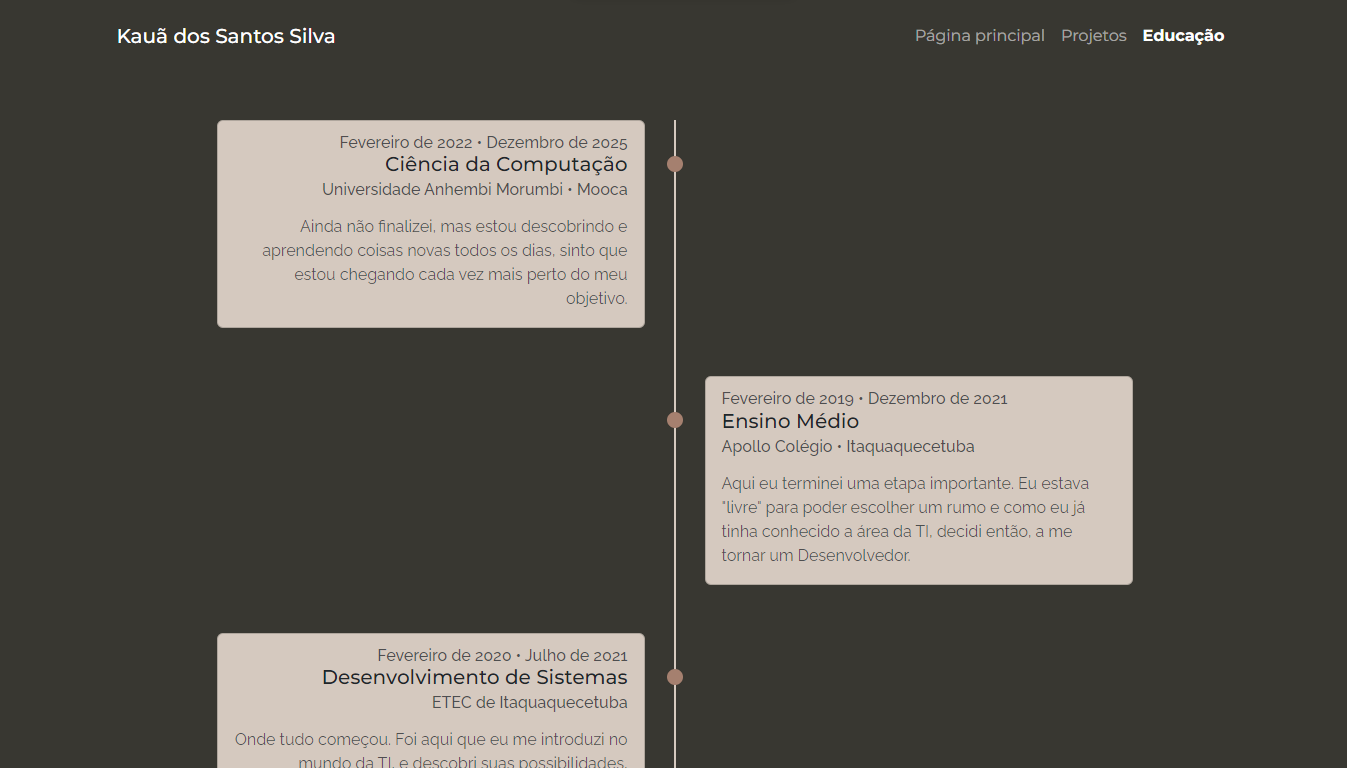 Kauã dos Santos Silva
Página principal Projetos Educação
Fevereiro de 2022 • Dezembro de 2025
Ciência da Computação
Universidade Anhembi Morumbi • Mooca
Ainda não finalizei, mas estou descobrindo e
aprendendo coisas novas todos os dias, sinto que
estou chegando cada vez mais perto do meu
objetivo.
Fevereiro de 2019 • Dezembro de 2021
Ensino Médio
Apollo Colégio • Itaquaquecetuba
Aqui eu terminei uma etapa importante. Eu estava
"livre" para poder escolher um rumo e como eu já
tinha conhecido a área da TI, decidi então, a me
tornar um Desenvolvedor.
Fevereiro de 2020 • Julho de 2021
Desenvolvimento de Sistemas
ETEC de Itaquaquecetuba
Onde tudo começou. Foi aqui que eu me introduzi no
mundo da TI, e descobri suas possibilidades,